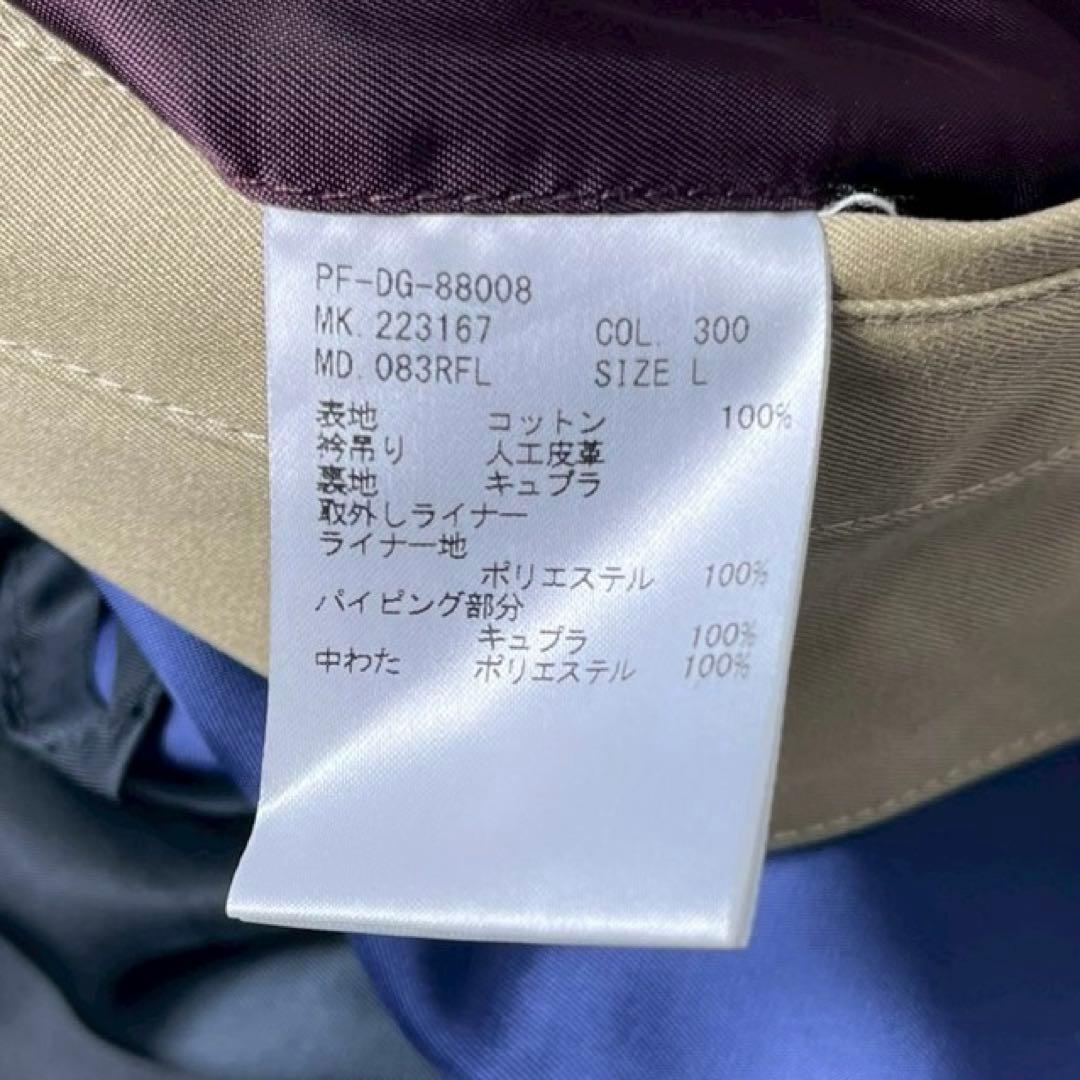 PF-DG-88008
MK. 223167 COL. 300
MD. 083RFL SIZE L
表地 コットン 100%
衿吊り 人工皮革
裏地 キュプラ
取外しライナー
ライナー地
ポリエステル 100%
パイピング部分
キュプラ 100%
中わた ポリエステル 100%